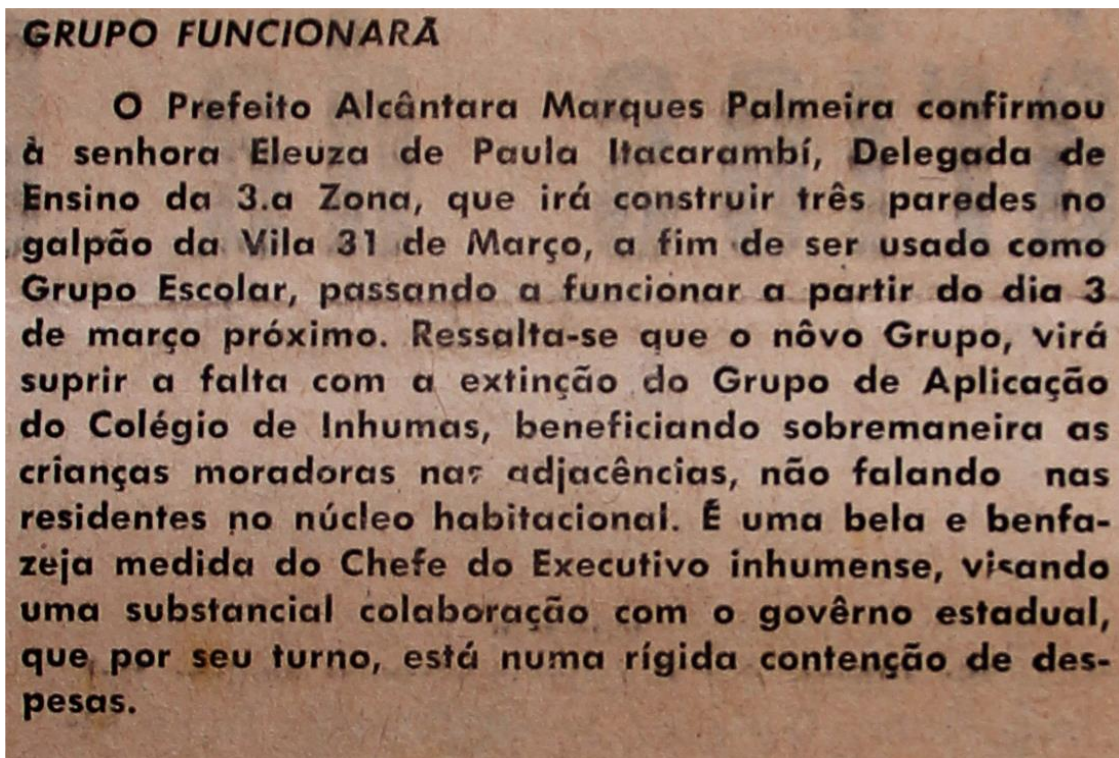 GRUPO FUNCIONARÁ
O Prefeito Alcântara Marques Palmeira confirmou
à senhora Eleuza de Paula Itacarambí, Delegada de
Ensino da 3.a Zona, que irá construir três paredes no
galpão da Vila 31 de Março, a fim de ser usado como
Grupo Escolar, passando a funcionar a partir do dia 3
de março próximo. Ressalta-se que o nôvo Grupo, virá
suprir a falta com a extinção do Grupo de Aplicação
do Colégio de Inhumas, beneficiando sobremaneira as
crianças moradoras nas adjacências, não falando nas
residentes no núcleo habitacional. É uma bela e benfa-
zeja medida do Chefe do Executivo inhumense, visando
uma substancial colaboração com o govêrno estadual,
que por seu turno, está numa rígida contenção de des-
pesas.